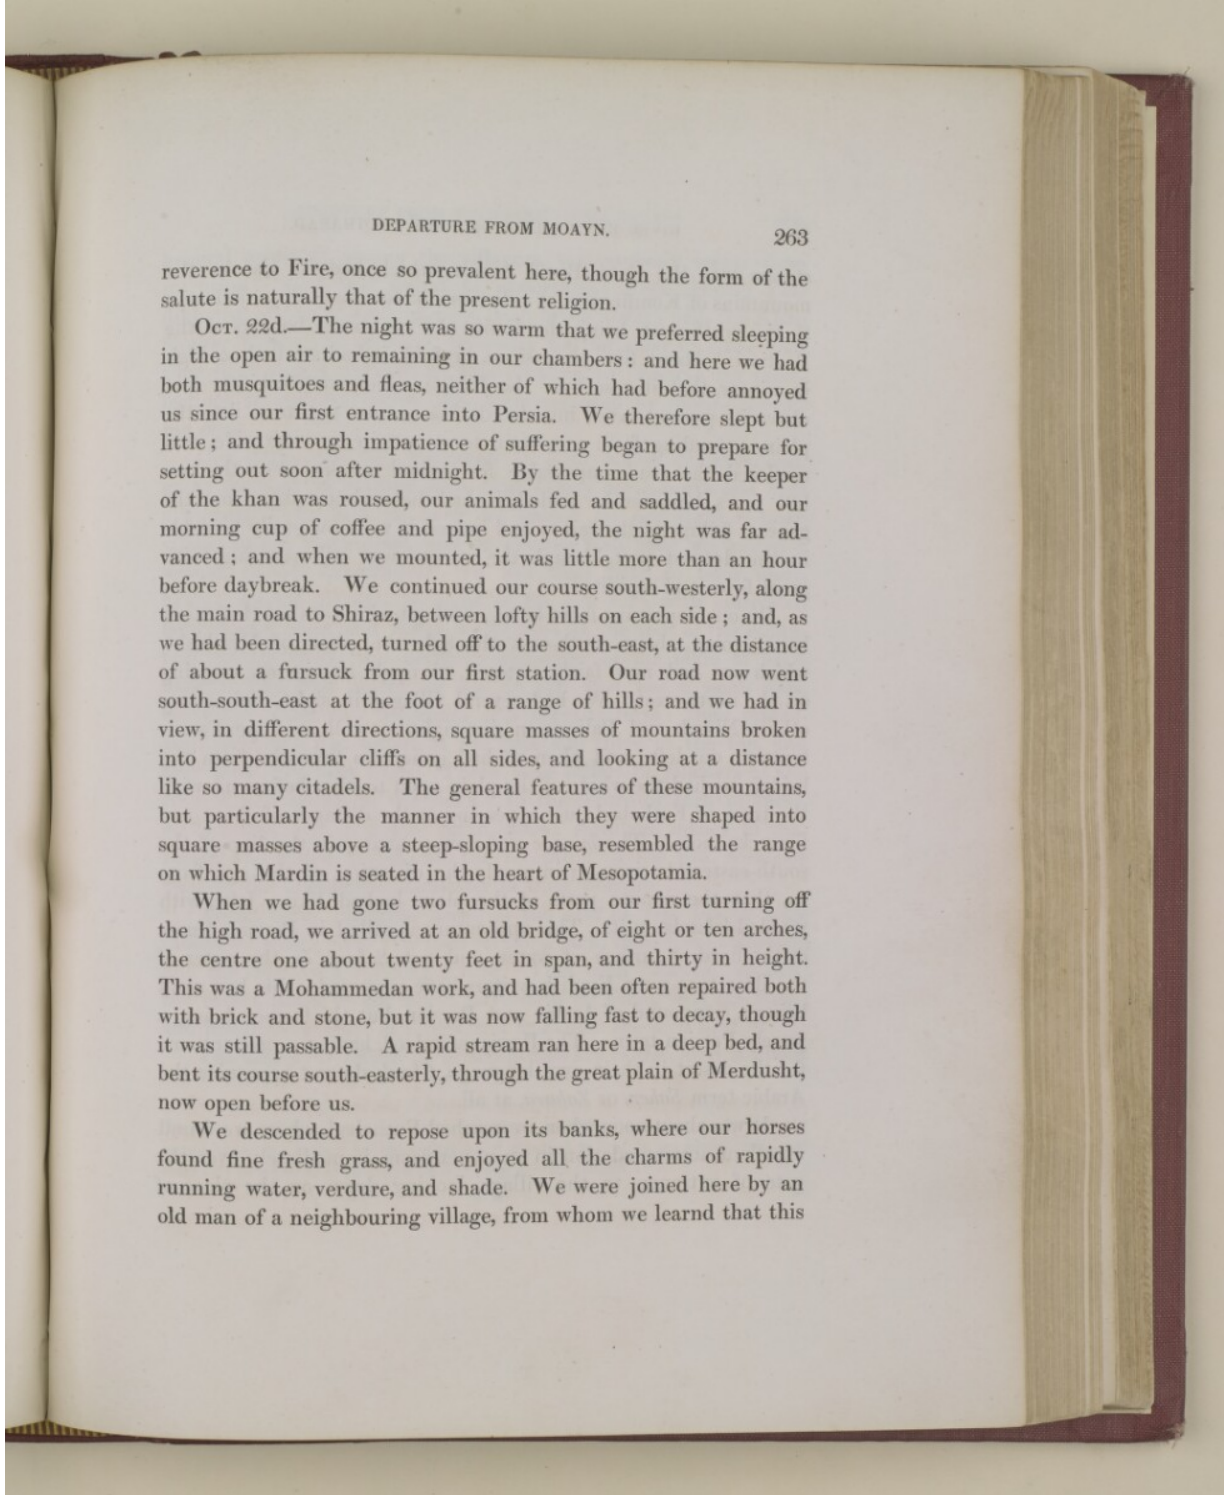 DEPARTURE FROM MOAYN. 263
reverence to Fire, once so prevalent here, though the form of the
salute is naturally that of the present religion.
Oct. 22d.—The night was so warm that we preferred sleeping
in the open air to remaining in our chambers: and here we had
both musquitoes and fleas, neither of which had before annoyed
us since our first entrance into Persia. We therefore slept but
little; and through impatience of suffering began to prepare for
setting out soon after midnight. By the time that the keeper
of the khan was roused, our animals fed and saddled, and our
morning cup of coffee and pipe enjoyed, the night was far ad-
vanced; and when we mounted, it was little more than an hour
before daybreak. We continued our course south-westerly, along
the main road to Shiraz, between lofty hills on each side; and, as
we had been directed, turned off to the south-east, at the distance
of about a fursuck from our first station. Our road now went
south-south-east at the foot of a range of hills; and we had in
view, in different directions, square masses of mountains broken
into perpendicular cliffs on all sides, and looking at a distance
like so many citadels. The general features of these mountains,
but particularly the manner in which they were shaped into
square masses above a steep-sloping base, resembled the range
on which Mardin is seated in the heart of Mesopotamia.
When we had gone two fursucks from our first turning off
the high road, we arrived at an old bridge, of eight or ten arches,
the centre one about twenty feet in span, and thirty in height.
This was a Mohammedan work, and had been often repaired both
with brick and stone, but it was now falling fast to decay, though
it was still passable. A rapid stream ran here in a deep bed, and
bent its course south-easterly, through the great plain of Merdusht,
now open before us.
We descended to repose upon its banks, where our horses
found fine fresh grass, and enjoyed all the charms of rapidly
running water, verdure, and shade. We were joined here by an
old man of a neighbouring village, from whom we learnd that this